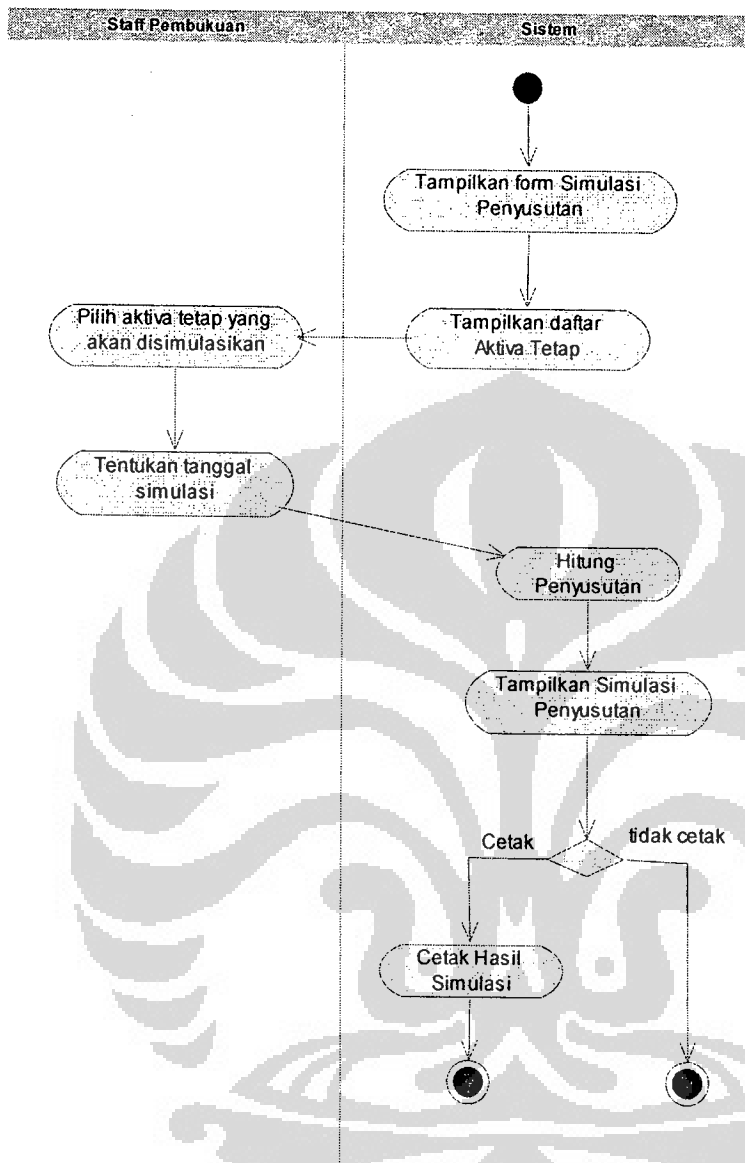 Staff Pembukuan
Sistem
Tampilkan form Simulasi
Penyusutan
Tampilkan daftar
Aktiva Tetap
Pilih aktiva tetap yang
akan disimulasikan
Tentukan tanggal
simulasi
Hitung
Penyusutan
Tampilkan Simulasi
Penyusutan
Cetak
tidak cetak
Cetak Hasil
Simulasi